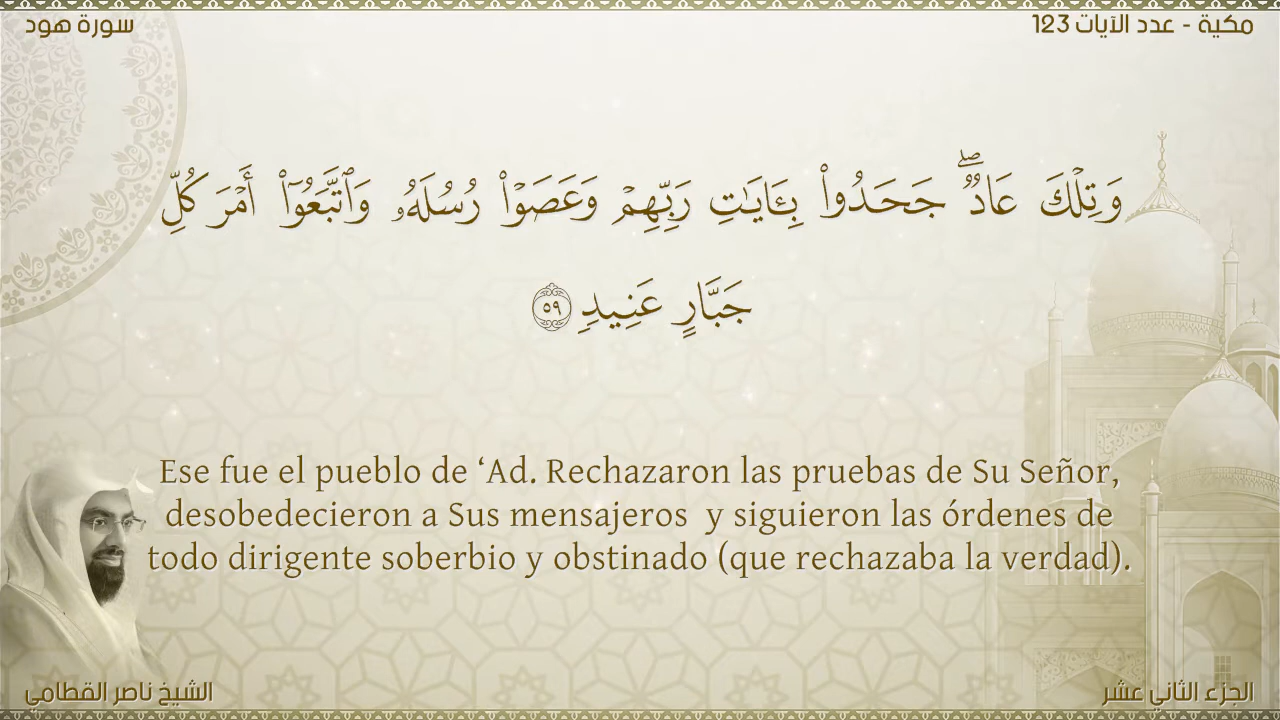 سورة هود
مكية - عدد الآيات 123
وَتِلْكَ عَادٌۖ جَحَدُوا۟ بِـَٔايَـٰتِ رَبِّهِمْ وَعَصَوْا۟ رُسُلَهُۥ وَٱتَّبَعُوٓا۟ أَمْرَ كُلِّ
جَبَّارٍ عَنِيدٍ ٥٩
Ese fue el pueblo de ‘Ad. Rechazaron las pruebas de Su Señor,
desobedecieron a Sus mensajeros  y siguieron las órdenes de
todo dirigente soberbio y obstinado (que rechazaba la verdad).
الشيخ ناصر القطامي
الجزء الثاني عشر